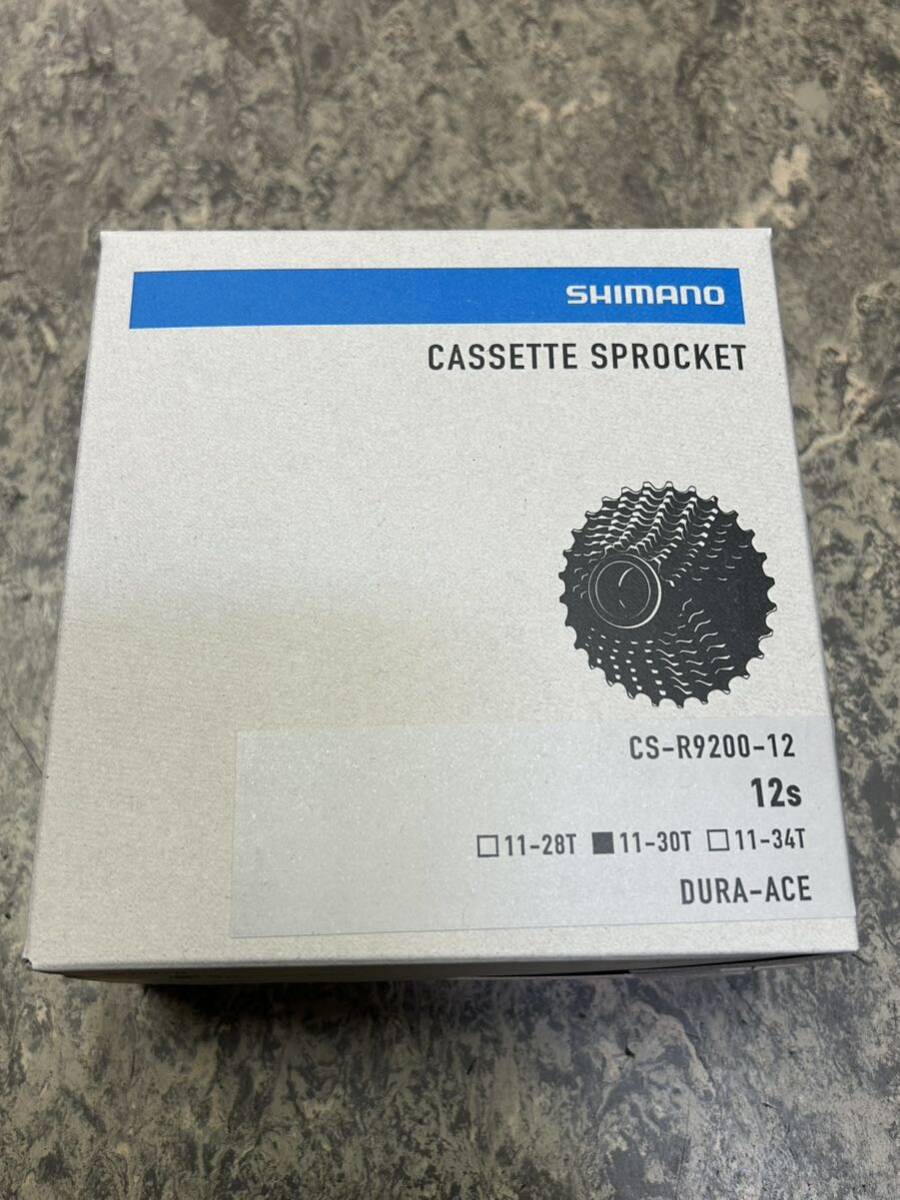 SHIMANO
CASSETTE SPROCKET
CS-R9200-12
12s
☐11-28T ■11-30T ☐11-34T
DURA-ACE